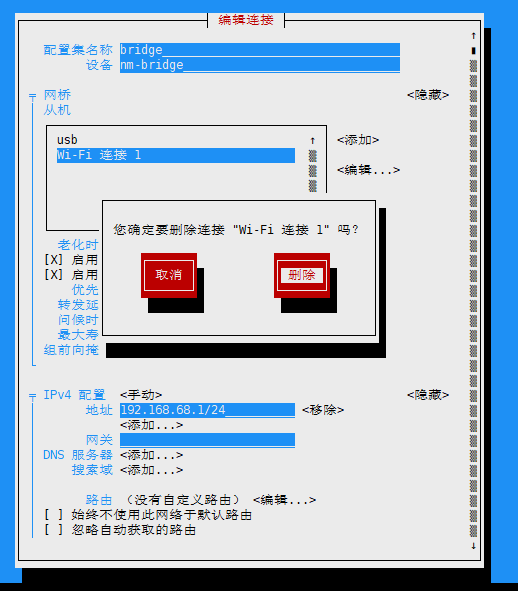 编辑连接
配置集名称 bridge
设备 nm-bridge
网桥 <隐藏>
从机
usb <添加>
Wi-Fi 连接 1
<编辑...>
您确定要删除连接 "Wi-Fi 连接 1" 吗？
老化时
[X] 启用
取消 删除
[X] 启用
优先
转发延
问候时
最大寿
组前向掩
IPv4 配置 <手动> <隐藏>
地址 192.168.68.1/24 <移除>
<添加...>
网关
DNS 服务器 <添加...>
搜索域 <添加...>
路由 （没有自定义路由） <编辑...>
[ ] 始终不使用此网络于默认路由
[ ] 忽略自动获取的路由